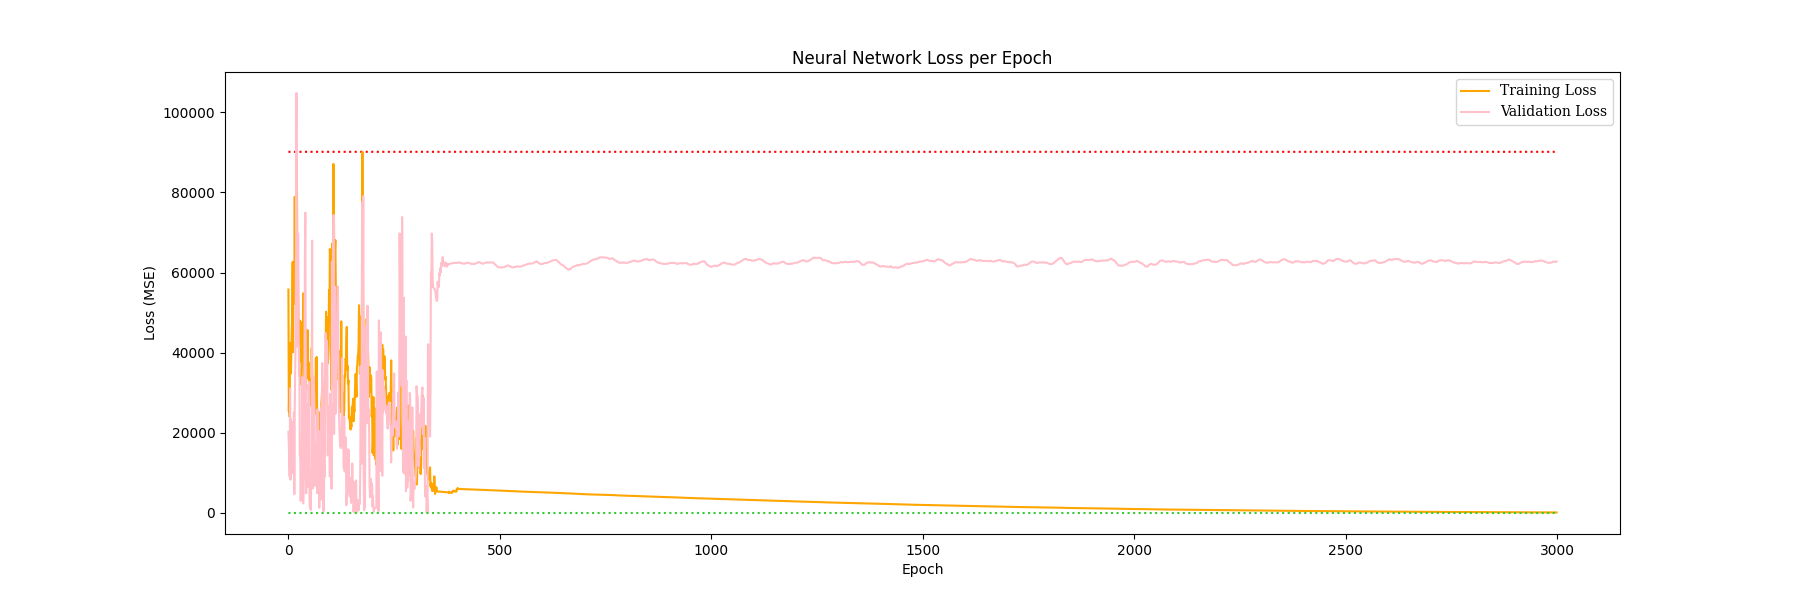 Neural Network Loss per Epoch
Training Loss
Validation Loss
100000
80000
60000
40000
20000
0
Loss (MSE)
0 500 1000 1500 2000 2500 3000
Epoch